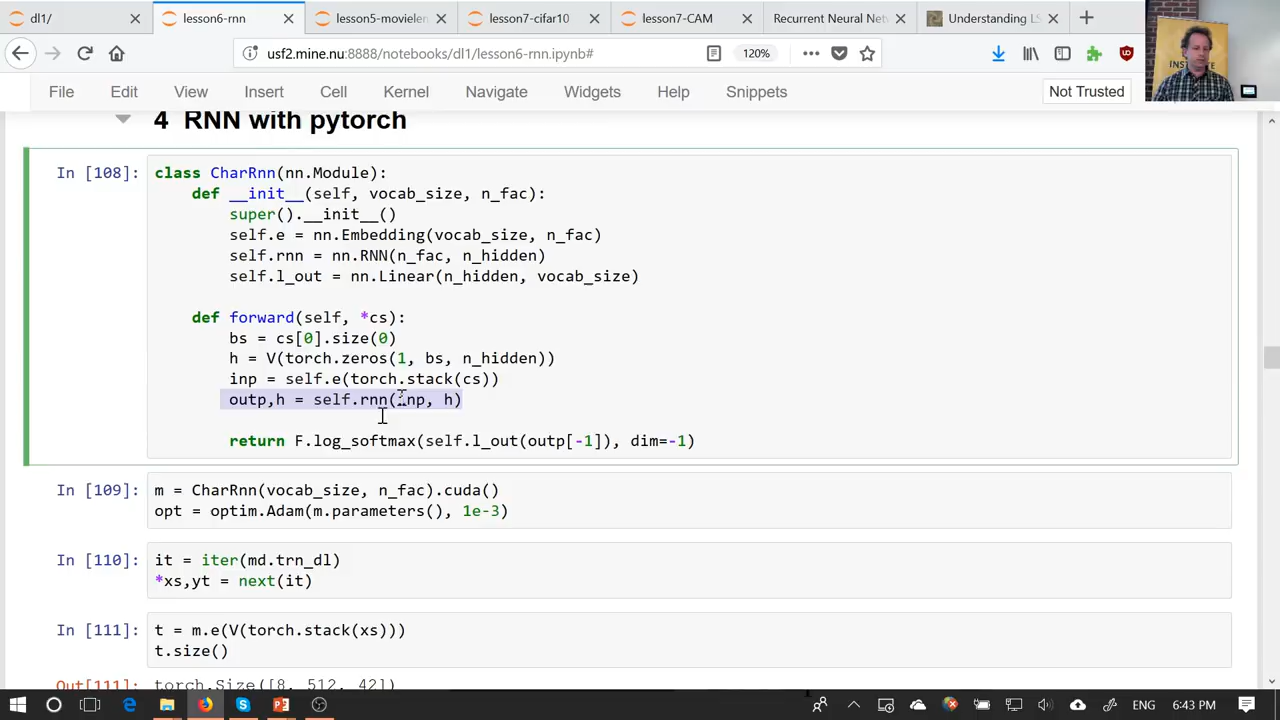 dl1/
lesson6-rnn
lesson5-movielen
lesson7-cifar10
lesson7-CAM
Recurrent Neural Net
Understanding LS
usf2.mine.nu:8888/notebooks/dl1/lesson6-rnn.ipynb#
120%
File Edit View Insert Cell Kernel Navigate Widgets Help Snippets
Not Trusted
4 RNN with pytorch
In [108]:
class CharRnn(nn.Module):
def __init__(self, vocab_size, n_fac):
super().__init__()
self.e = nn.Embedding(vocab_size, n_fac)
self.rnn = nn.RNN(n_fac, n_hidden)
self.l_out = nn.Linear(n_hidden, vocab_size)
def forward(self, *cs):
bs = cs[0].size(0)
h = V(torch.zeros(1, bs, n_hidden))
inp = self.e(torch.stack(cs))
outp,h = self.rnn(inp, h)
return F.log_softmax(self.l_out(outp[-1]), dim=-1)
In [109]:
m = CharRnn(vocab_size, n_fac).cuda()
opt = optim.Adam(m.parameters(), 1e-3)
In [110]:
it = iter(md.trn_dl)
*xs,yt = next(it)
In [111]:
t = m.e(V(torch.stack(xs)))
t.size()
Out[111]: torch.Size([8, 512, 42])
ENG
6:43 PM